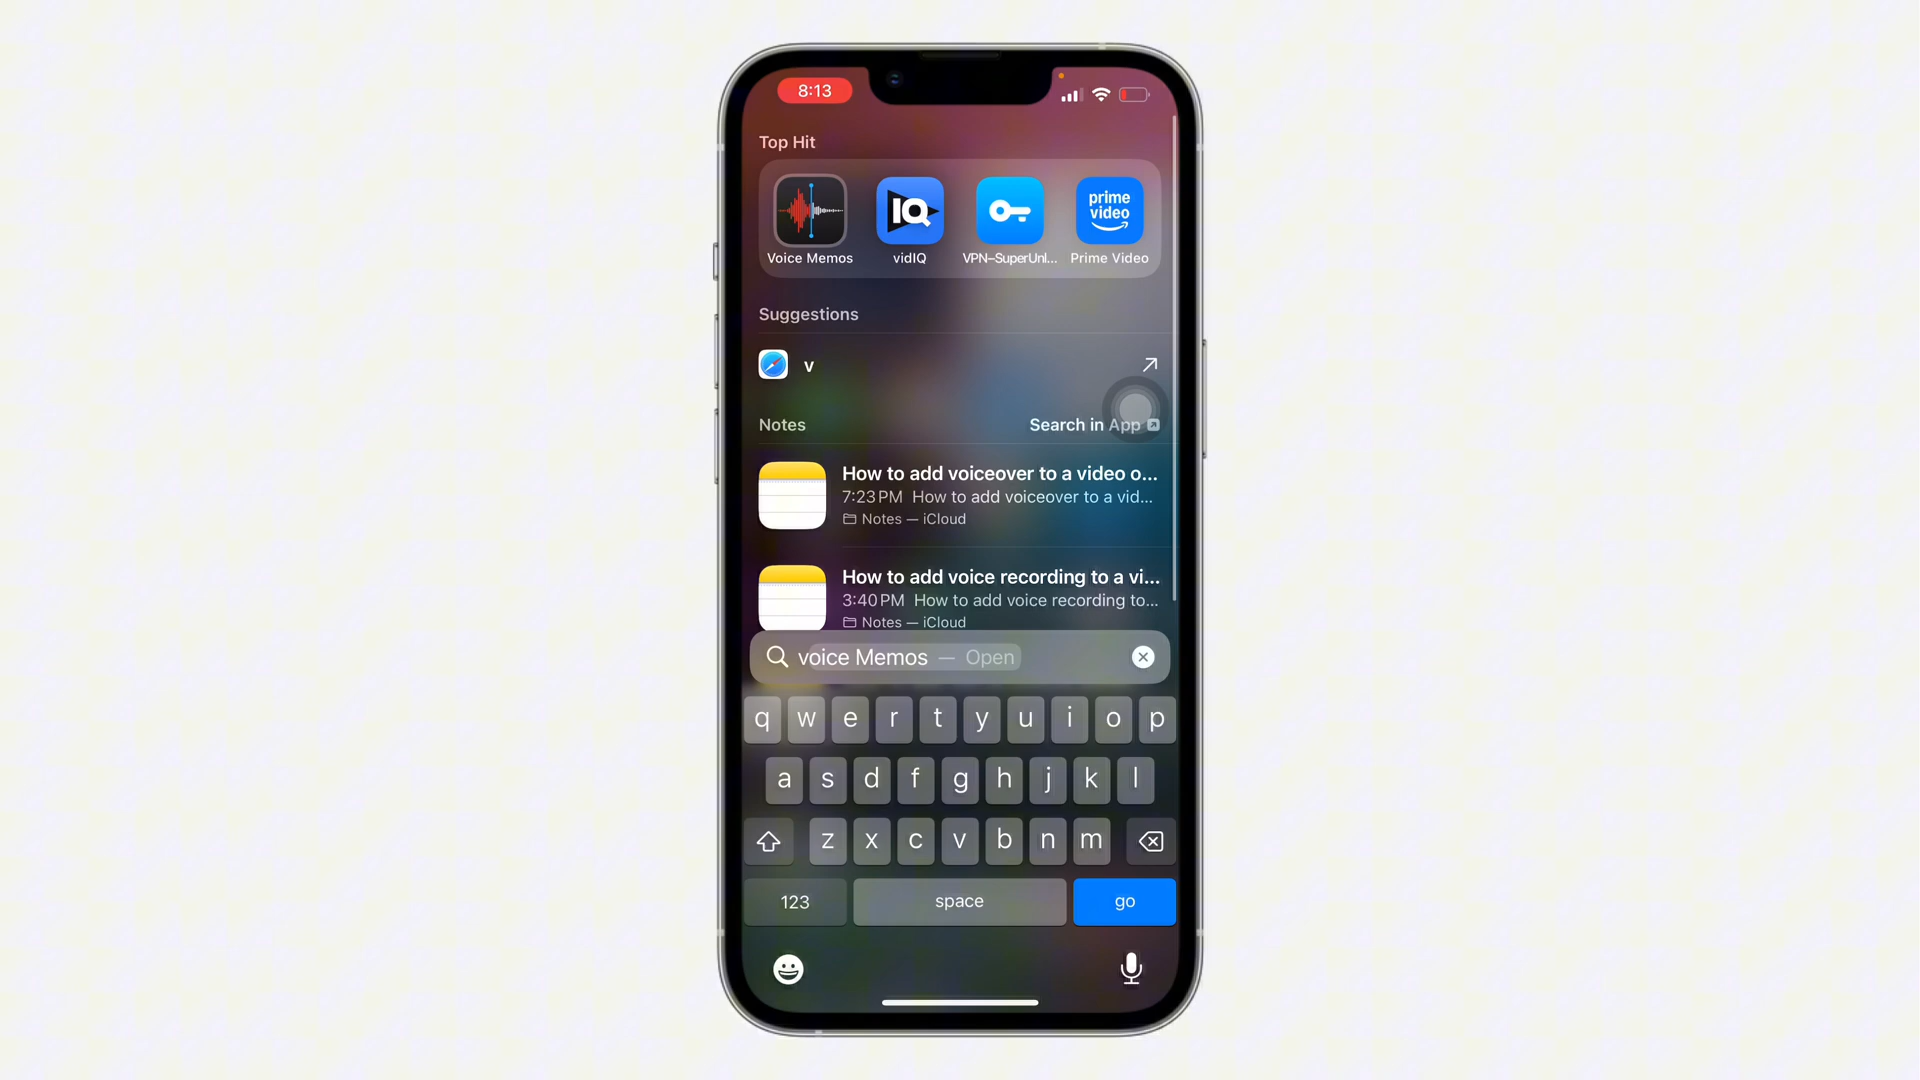 8:13
Top Hit
IQ
prime
video
Voice Memos
vidIQ
VPN-SuperUnl...
Prime Video
Suggestions
v
Notes
Search in App
How to add voiceover to a video o...
7:23 PM How to add voiceover to a vid...
Notes — iCloud
How to add voice recording to a vi...
3:40 PM How to add voice recording to...
Notes — iCloud
voice Memos — Open
q w e r t y u i o p
a s d f g h j k l
z x c v b n m
123 space go